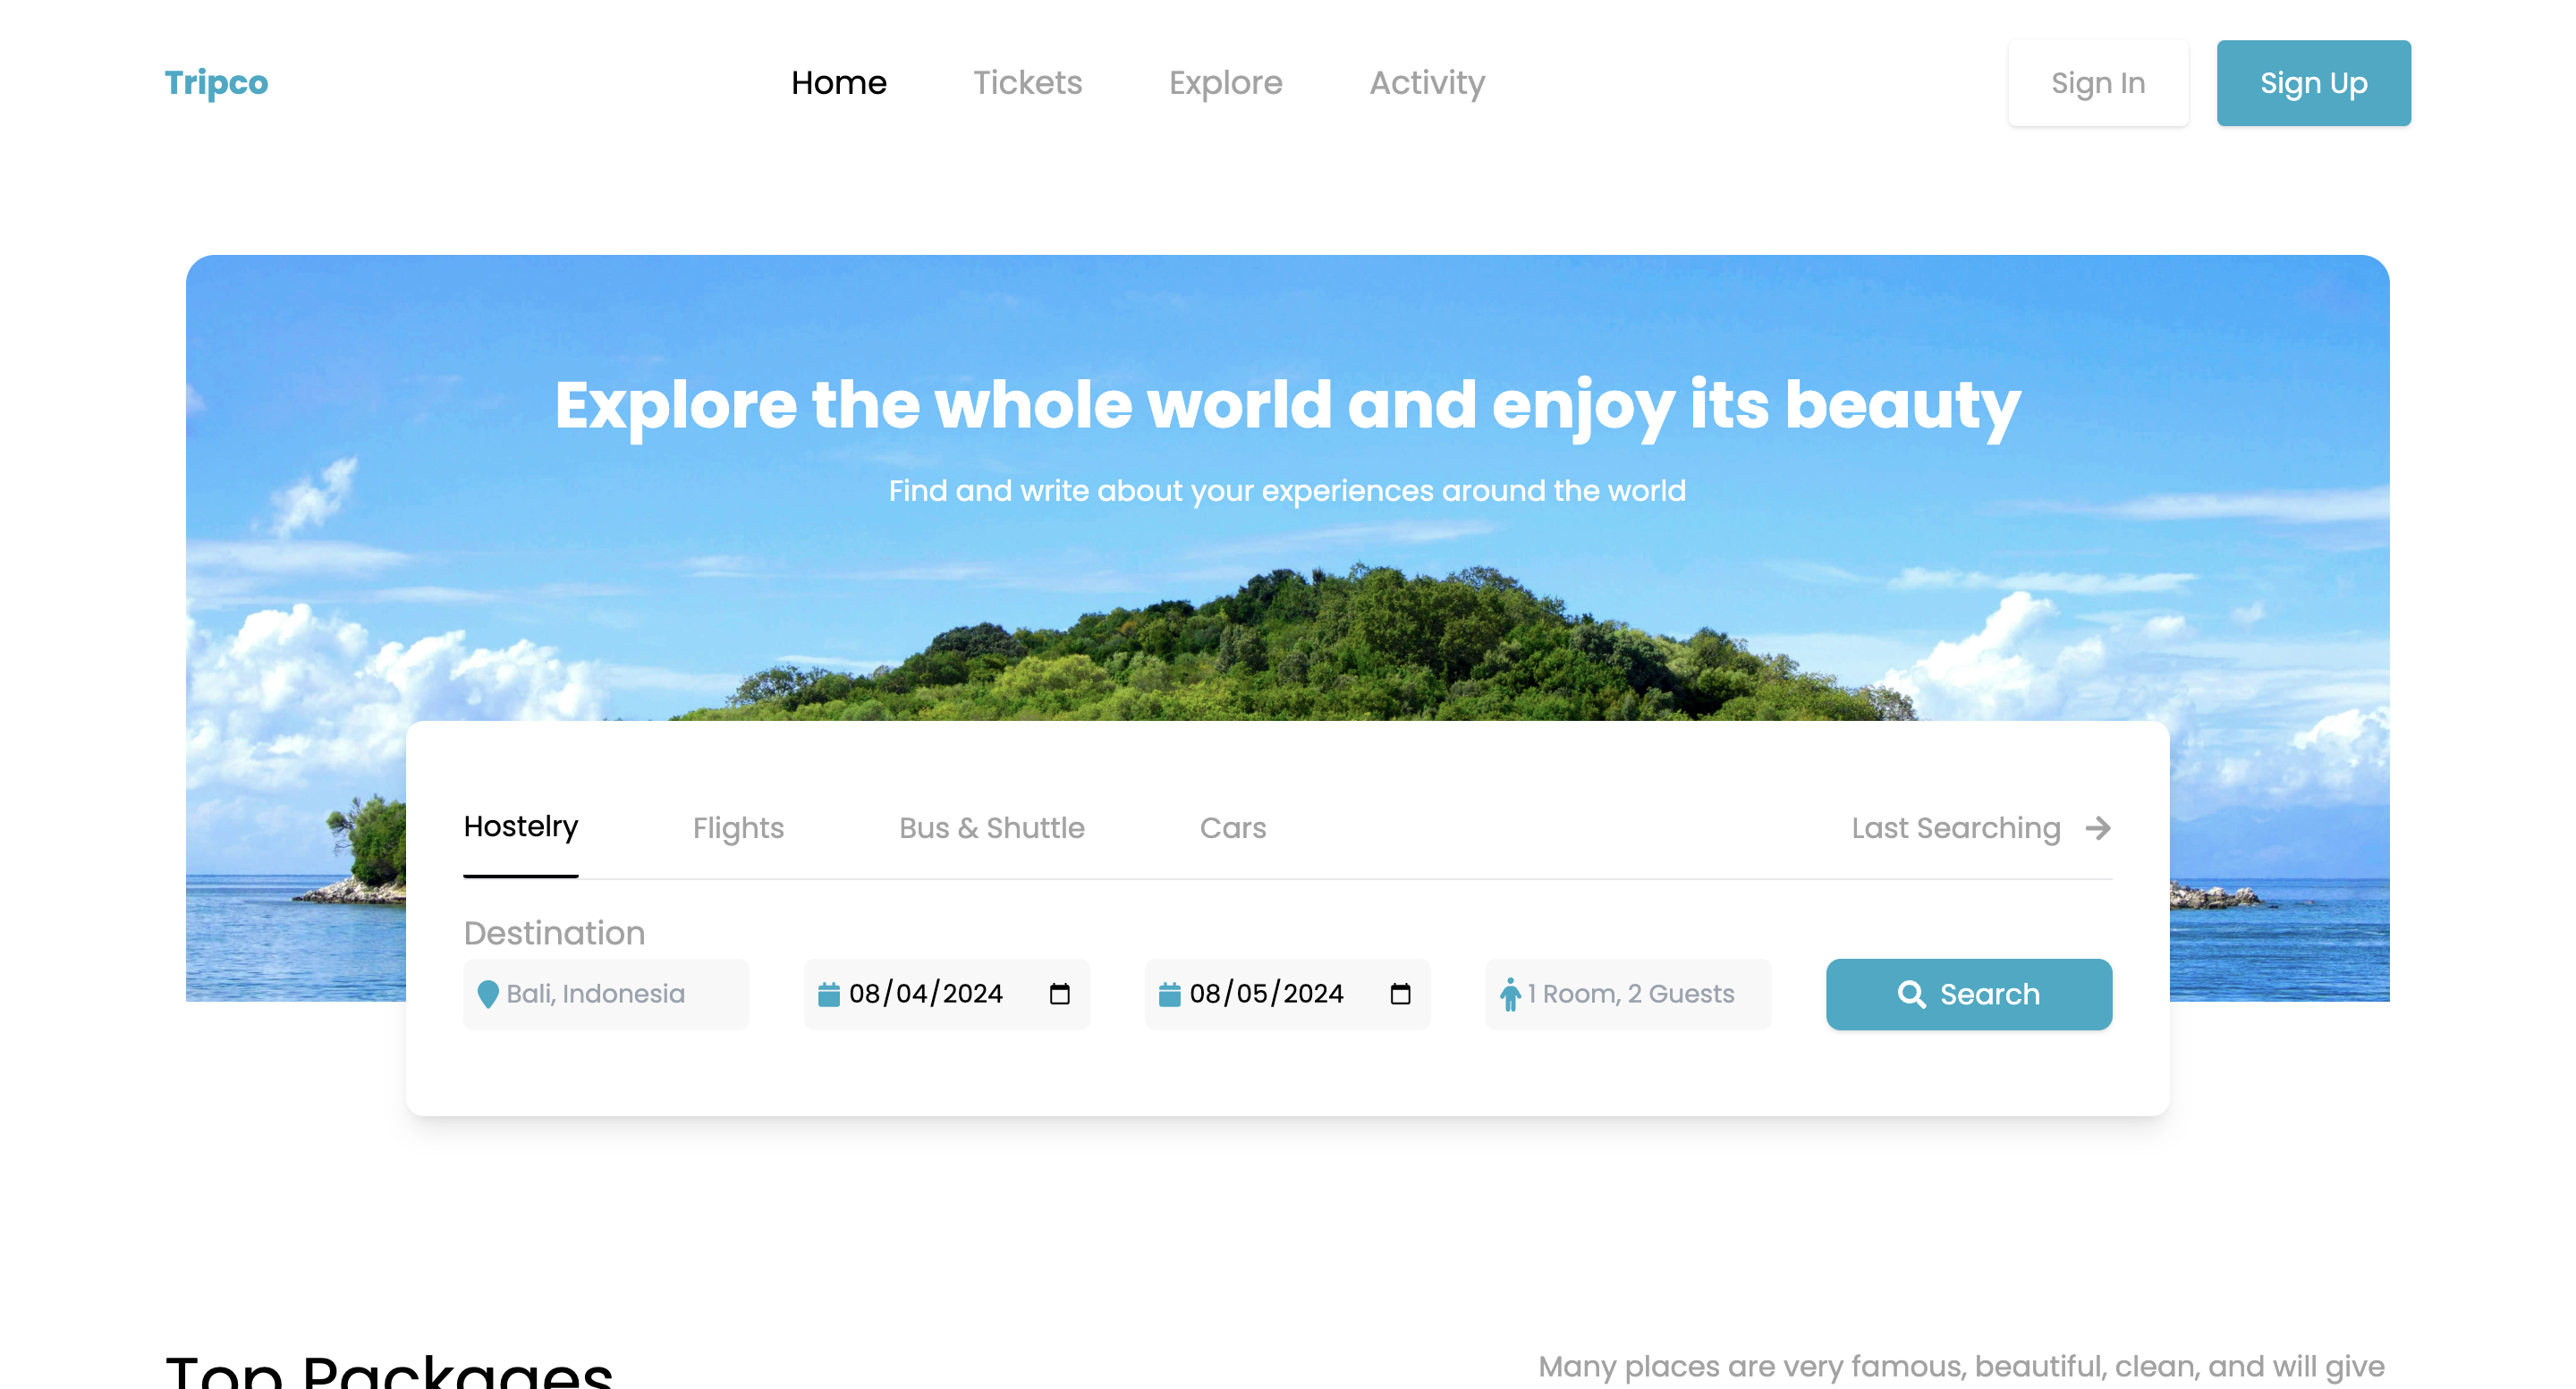 Tripco
Home Tickets Explore Activity
Sign In Sign Up
Explore the whole world and enjoy its beauty
Find and write about your experiences around the world
Hostelry Flights Bus & Shuttle Cars Last Searching
Destination
Bali, Indonesia 08/04/2024 08/05/2024 1 Room, 2 Guests Search
Top Packages Many places are very famous, beautiful, clean, and will give